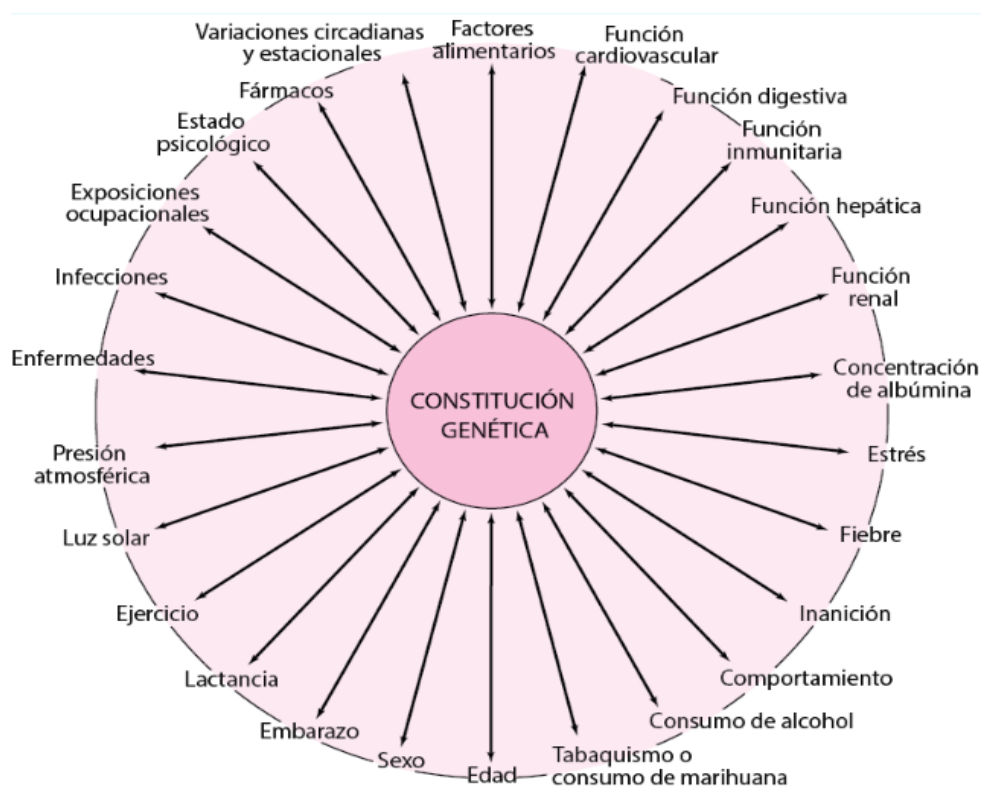 Variaciones circadianas
y estacionales
Factores
alimentarios
Función
cardiovascular
Función digestiva
Función
inmunitaria
Función hepática
Función
renal
Concentración
de albúmina
Estrés
Fiebre
Inanición
Comportamiento
Consumo de alcohol
Tabaquismo o
consumo de marihuana
Edad
Sexo
Embarazo
Lactancia
Ejercicio
Luz solar
Presión
atmosférica
Enfermedades
Infecciones
Exposiciones
ocupacionales
Estado
psicológico
Fármacos
CONSTITUCIÓN
GENÉTICA